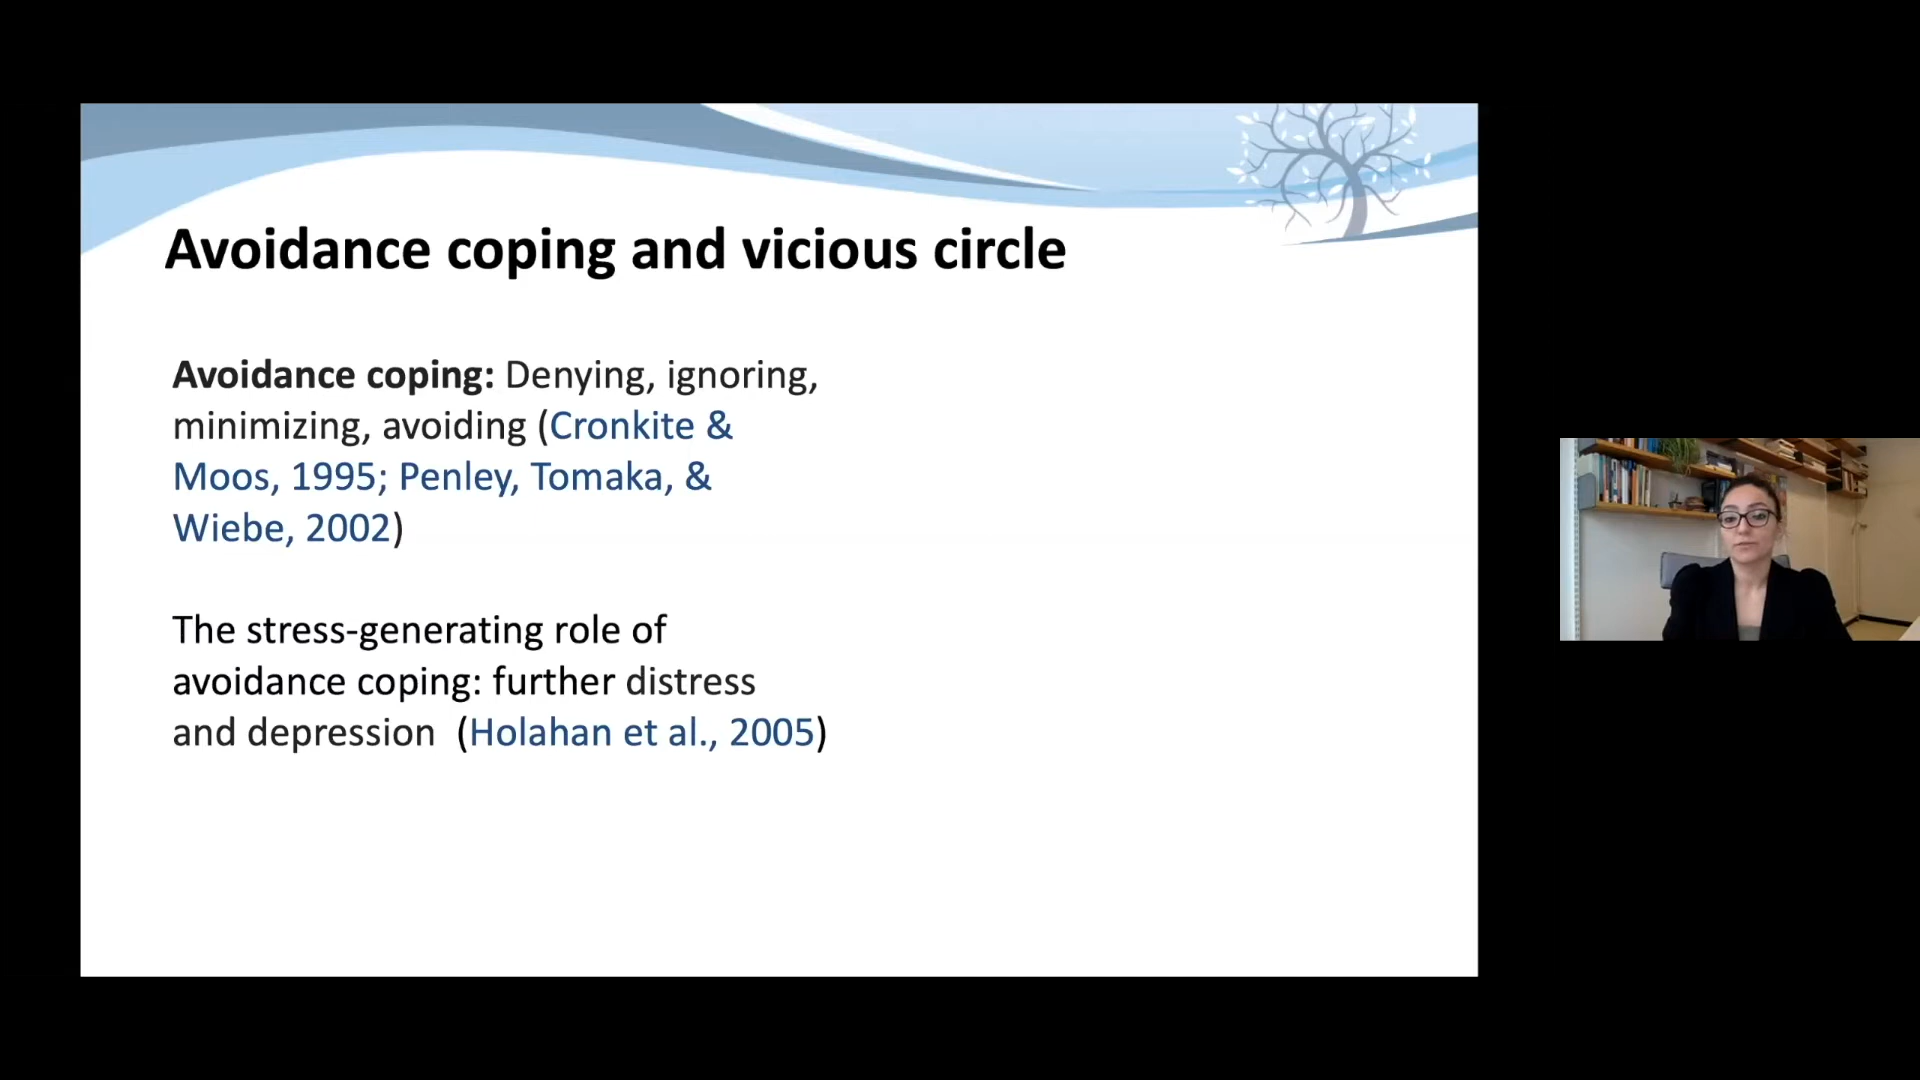 Avoidance coping and vicious circle
Avoidance coping: Denying, ignoring,
minimizing, avoiding (Cronkite &
Moos, 1995; Penley, Tomaka, &
Wiebe, 2002)
The stress-generating role of
avoidance coping: further distress
and depression  (Holahan et al., 2005)